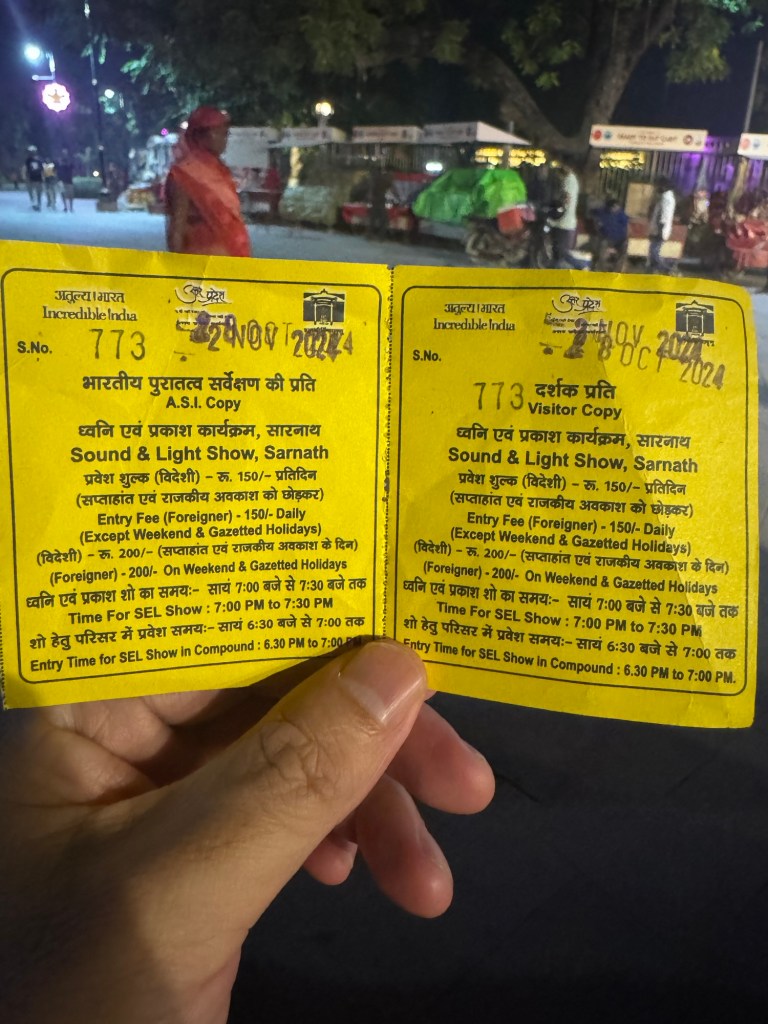 अतुल्य ! भारत
Incredible India
उत्तर प्रदेश
S.No. 773
2024
भारतीय पुरातत्व सर्वेक्षण की प्रति
A.S.I. Copy
ध्वनि एवं प्रकाश कार्यक्रम, सारनाथ
Sound & Light Show, Sarnath
प्रवेश शुल्क (विदेशी) – रू. 150/– प्रतिदिन
(सप्ताहांत एवं राजकीय अवकाश को छोड़कर)
Entry Fee (Foreigner) - 150/- Daily
(Except Weekend & Gazetted Holidays)
(विदेशी) – रू. 200/– (सप्ताहांत एवं राजकीय अवकाश के दिन)
(Foreigner) - 200/- On Weekend & Gazetted Holidays
ध्वनि एवं प्रकाश शो का समयः– सायं 7:00 बजे से 7:30 बजे तक
Time For SEL Show : 7:00 PM to 7:30 PM
शो हेतु परिसर में प्रवेश समयः– सायं 6:30 बजे से 7:00 तक
Entry Time for SEL Show in Compound : 6.30 PM to 7:00 PM
अतुल्य ! भारत
Incredible India
उत्तर प्रदेश
NOV 2024
S.No.
OCT 2024
773 दर्शक प्रति
Visitor Copy
ध्वनि एवं प्रकाश कार्यक्रम, सारनाथ
Sound & Light Show, Sarnath
प्रवेश शुल्क (विदेशी) – रू. 150/– प्रतिदिन
(सप्ताहांत एवं राजकीय अवकाश को छोड़कर)
Entry Fee (Foreigner) - 150/- Daily
(Except Weekend & Gazetted Holidays)
(विदेशी) – रू. 200/– (सप्ताहांत एवं राजकीय अवकाश के दिन)
(Foreigner) - 200/- On Weekend & Gazetted Holidays
ध्वनि एवं प्रकाश शो का समयः– सायं 7:00 बजे से 7:30 बजे तक
Time For SEL Show : 7:00 PM to 7:30 PM
शो हेतु परिसर में प्रवेश समयः– सायं 6:30 बजे से 7:00 तक
Entry Time for SEL Show in Compound : 6.30 PM to 7:00 PM.